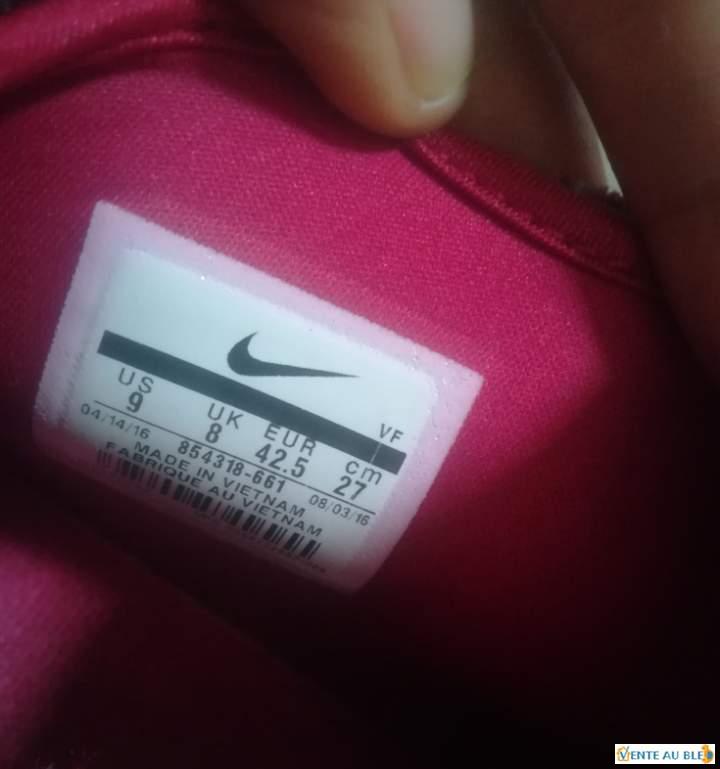 VF
US UK EUR cm
9 8 42.5 27
04/14/16 854318-661 08/03/16
MADE IN VIETNAM
FABRIQUE AU VIETNAM
VENTE AU BLED